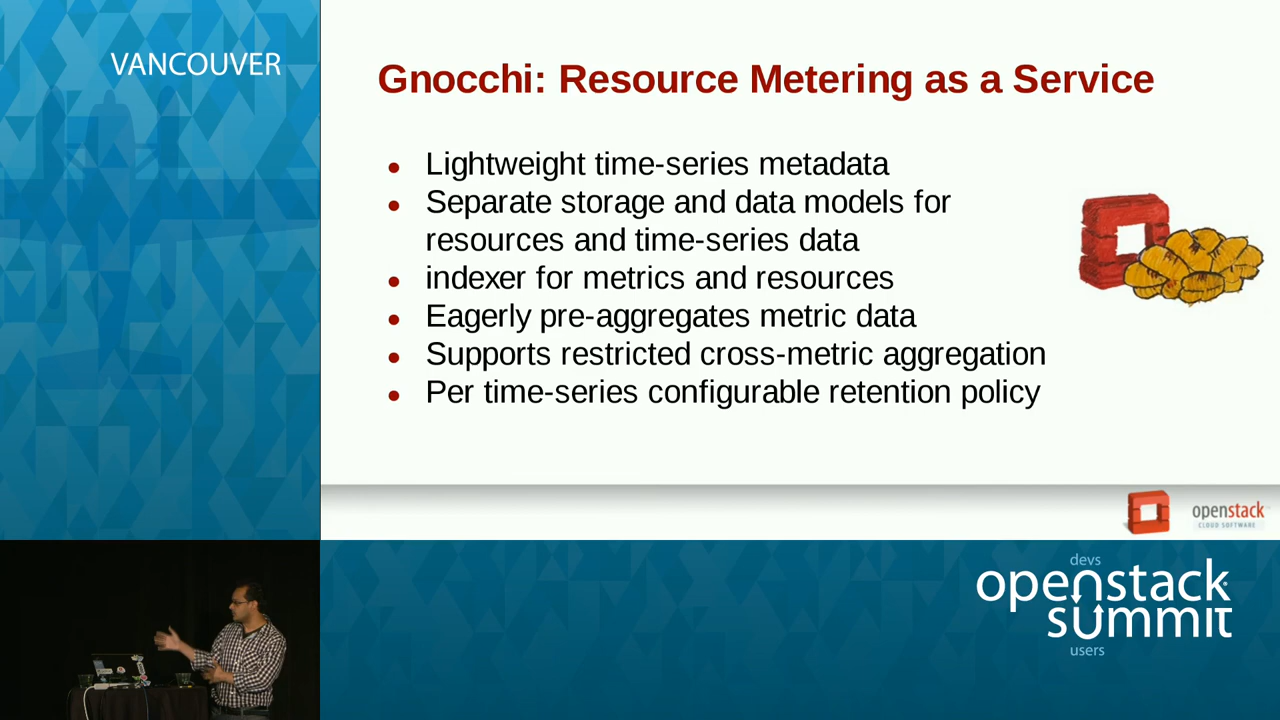 VANCOUVER
Gnocchi: Resource Metering as a Service
Lightweight time-series metadata
Separate storage and data models for
resources and time-series data
indexer for metrics and resources
Eagerly pre-aggregates metric data
Supports restricted cross-metric aggregation
Per time-series configurable retention policy
openstack
CLOUD SOFTWARE
devs
openstack
summit
users